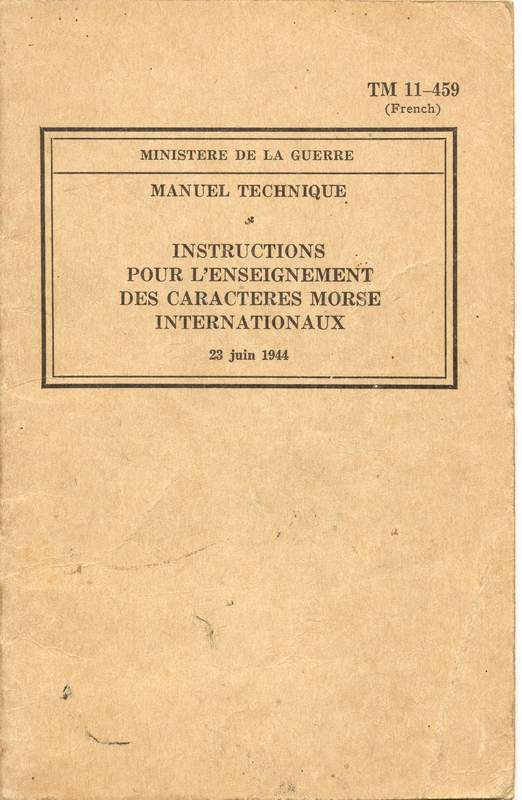 TM 11-459
(French)
MINISTERE DE LA GUERRE
MANUEL TECHNIQUE
INSTRUCTIONS
POUR L'ENSEIGNEMENT
DES CARACTERES MORSE
INTERNATIONAUX
23 juin 1944